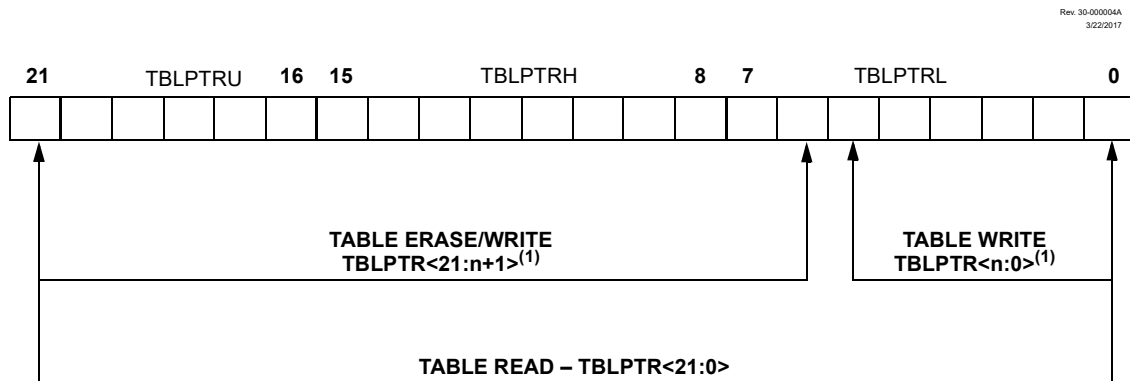 Rev. 30-000004A
3/22/2017
21 TBLPTRU 16 15 TBLPTRH 8 7 TBLPTRL 0
TABLE ERASE/WRITE
TBLPTR<21:n+1>(1)
TABLE WRITE
TBLPTR<n:0>(1)
TABLE READ – TBLPTR<21:0>